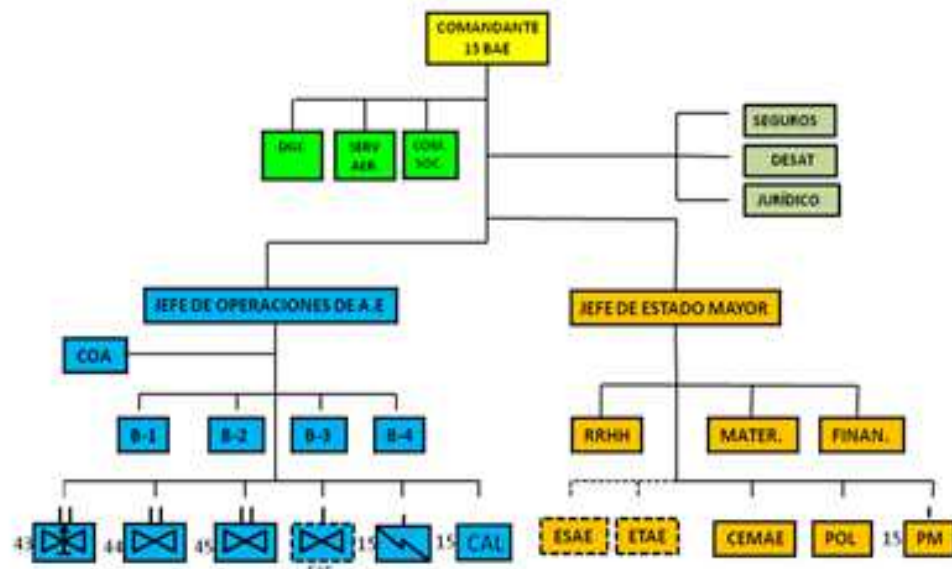 COMANDANTE
15 BAE
SERV
AER.
SOC.
SEGUROS
DESAT
JURÍDICO
JEFE DE OPERACIONES DE A.E
JEFE DE ESTADO MAYOR
COA
B-1
B-2
B-3
B-4
RRHH
MATER.
FINAN.
43
44
45
15
15
CAL
ESAE
ETAE
CEMAE
POL
15
PM